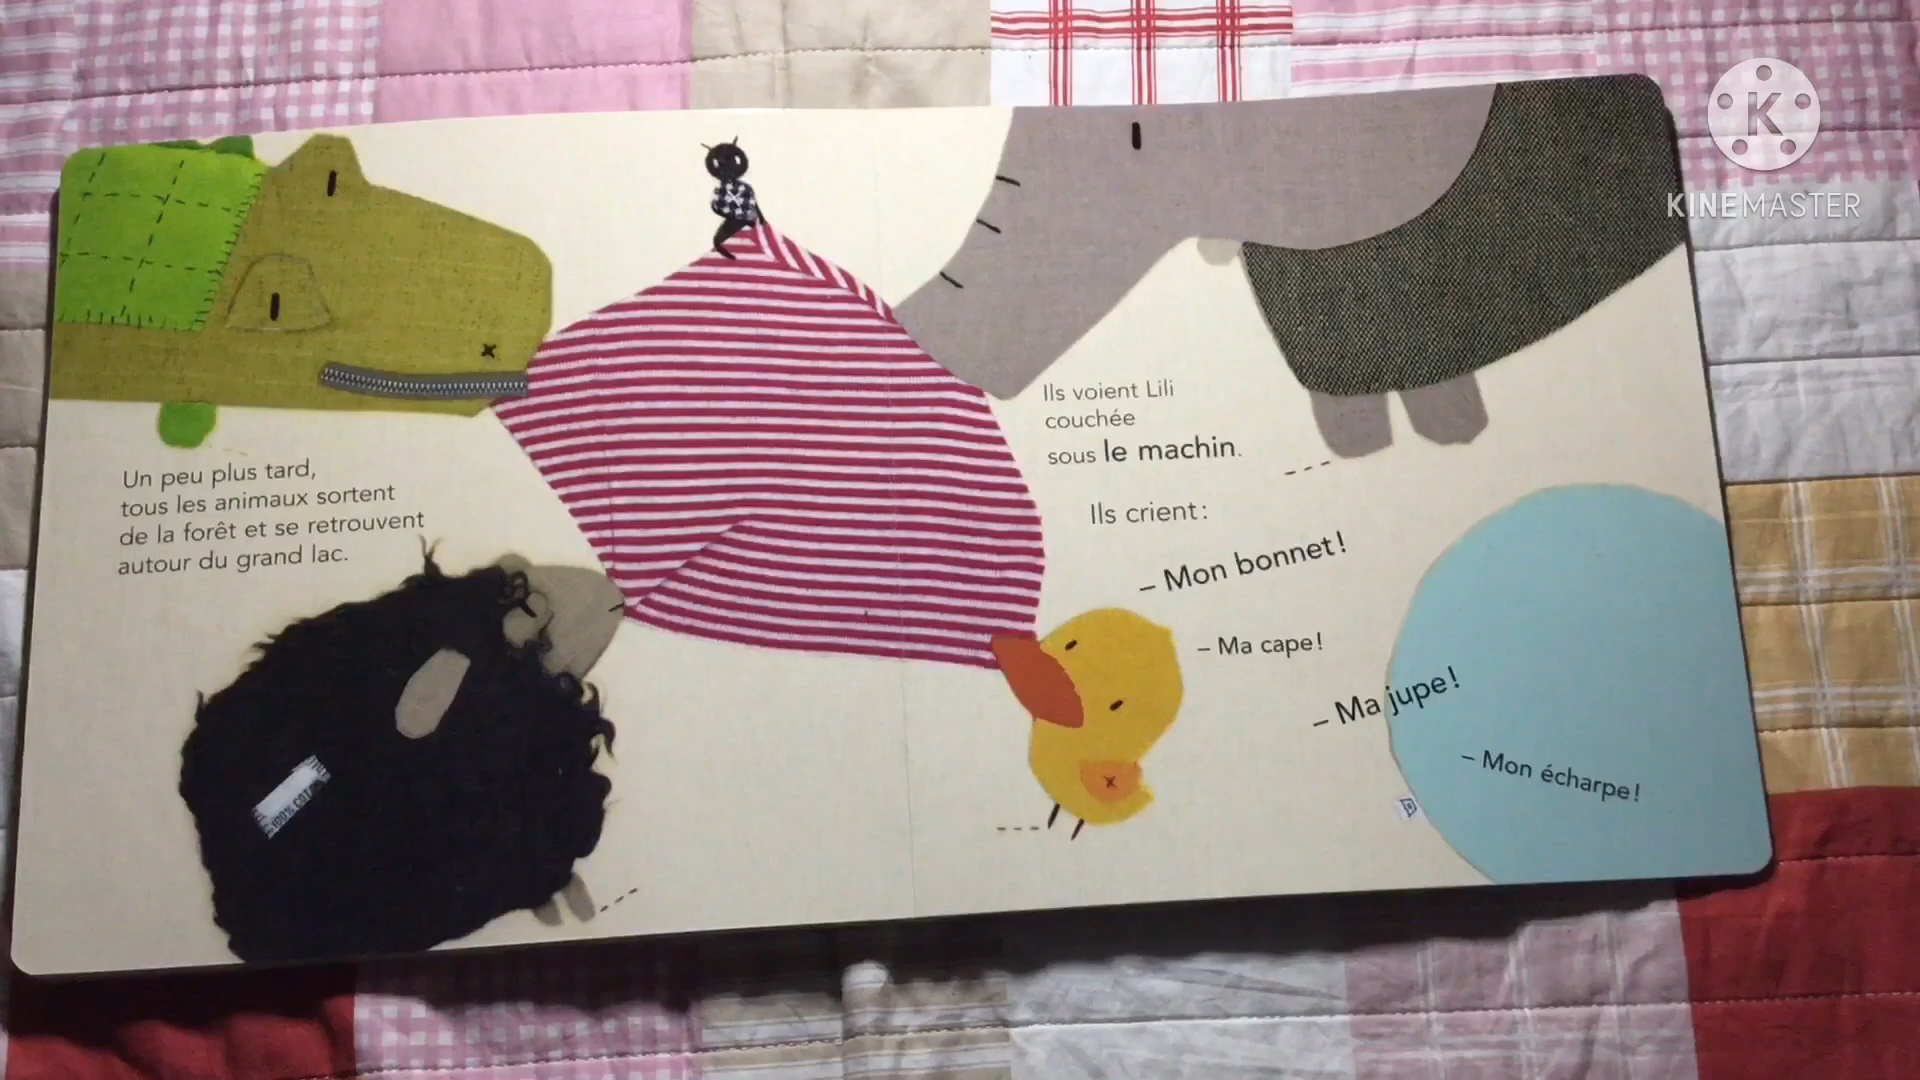 Un peu plus tard,
tous les animaux sortent
de la forêt et se retrouvent
autour du grand lac.
Ils voient Lili
couchée
sous le machin.
Ils crient :
– Mon bonnet !
– Ma cape !
– Ma jupe !
– Mon écharpe !
K
KINEMASTER